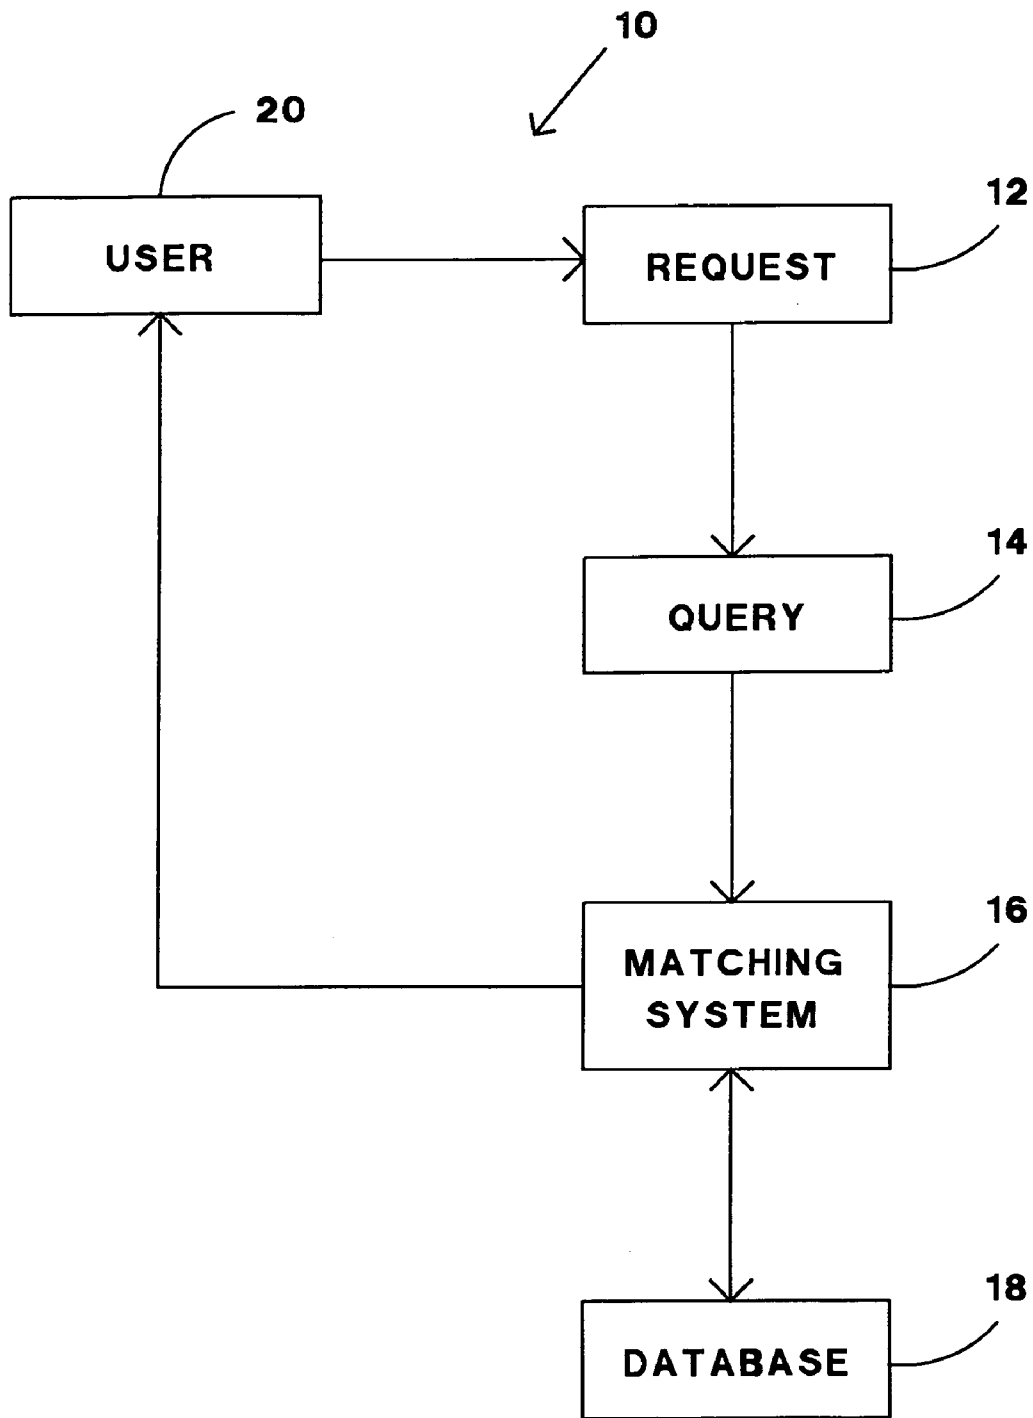 10
20
12
USER
REQUEST
14
QUERY
16
MATCHING
SYSTEM
18
DATABASE